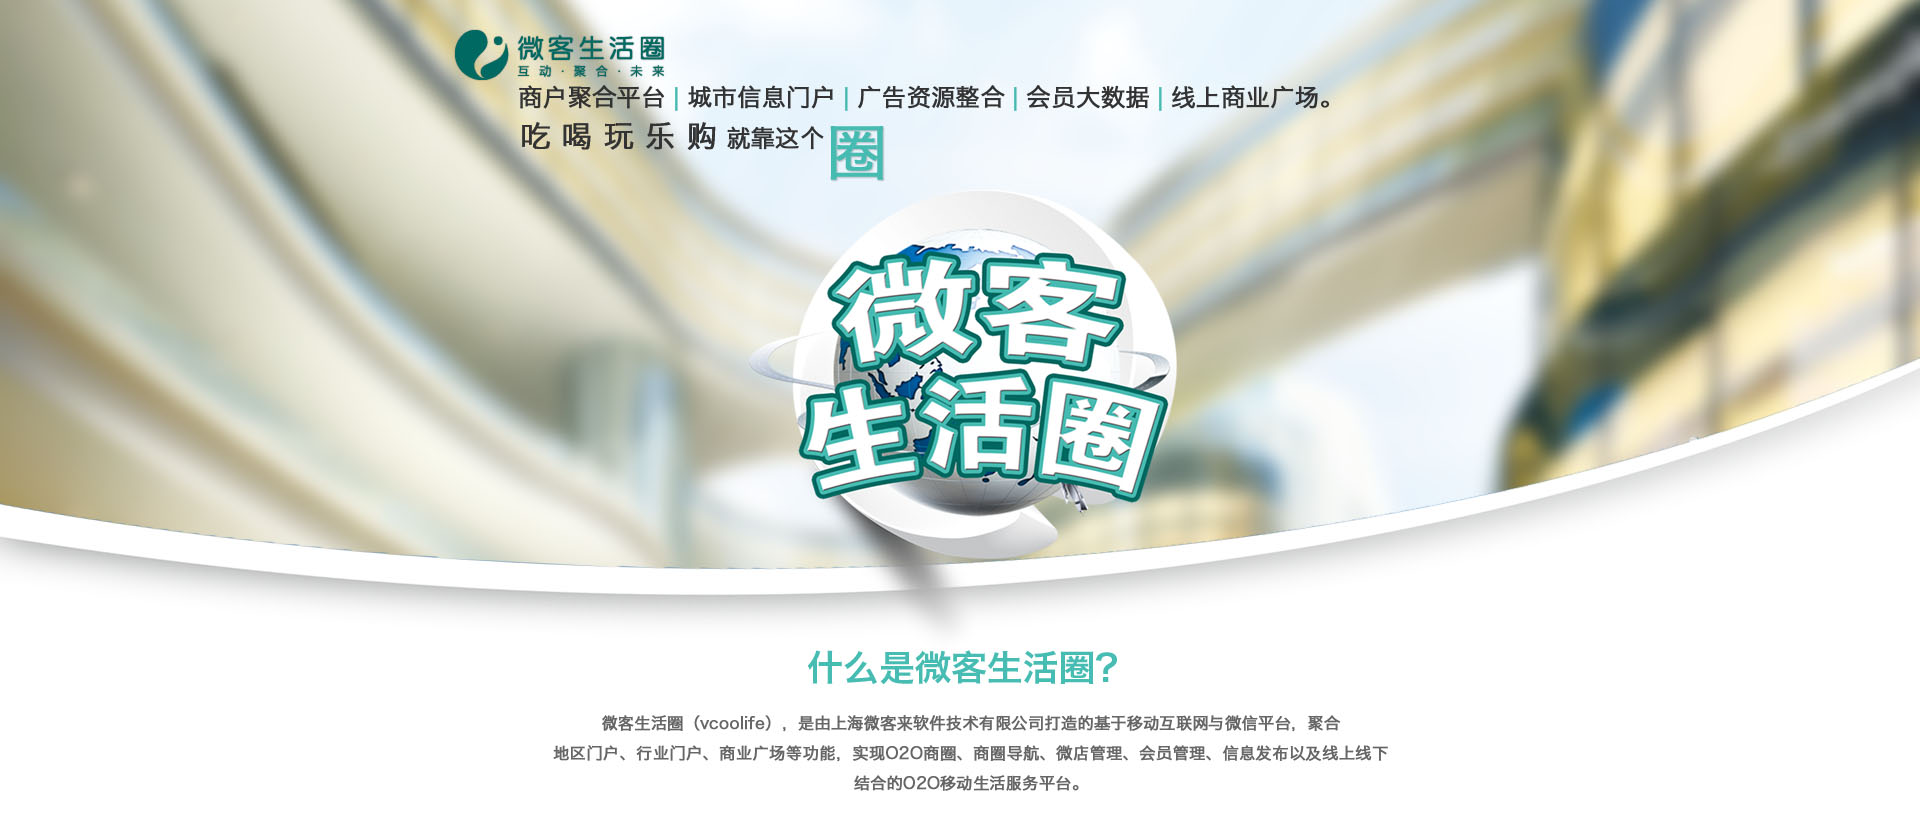 微客生活圈
互动·聚合·未来
商户聚合平台|城市信息门户|广告资源整合|会员大数据|线上商业广场。
吃喝玩乐购就靠这个圈
微客
生活圈
什么是微客生活圈?
微客生活圈（vcoolife），是由上海微客来软件技术有限公司打造的基于移动互联网与微信平台，聚合
地区门户、行业门户、商业广场等功能，实现O2O商圈、商圈导航、微店管理、会员管理、信息发布以及线上线下
结合的O2O移动生活服务平台。